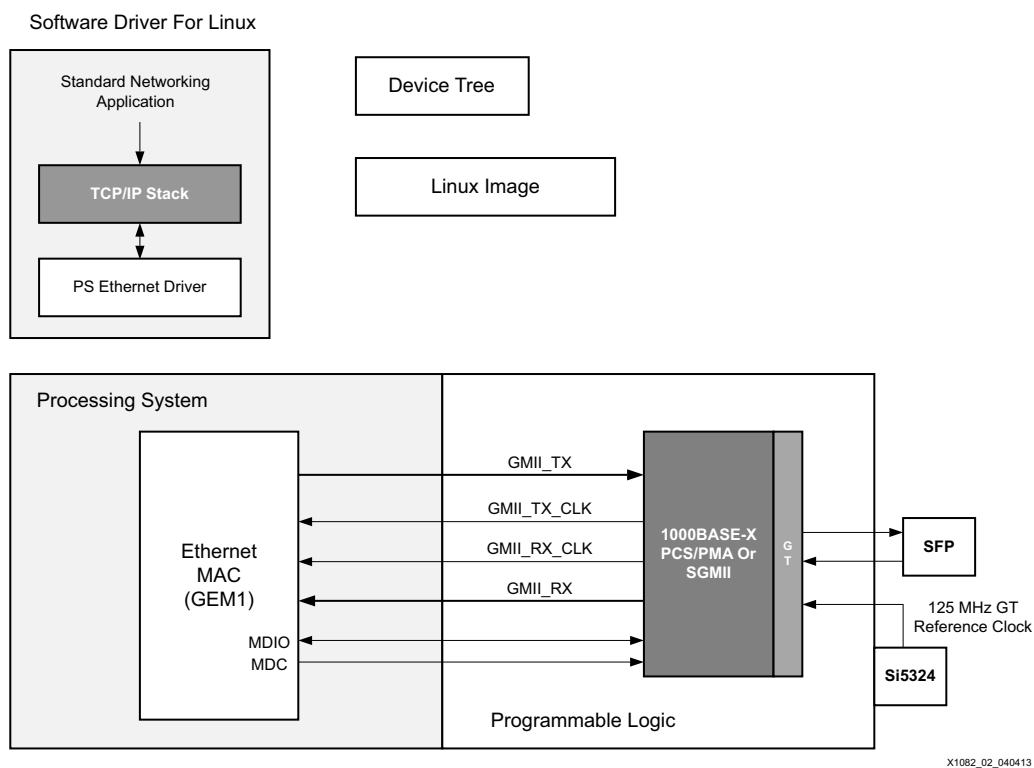 Software Driver For Linux
Standard Networking
Application
TCP/IP Stack
PS Ethernet Driver
Device Tree
Linux Image
Processing System
Ethernet
MAC
(GEM1)
MDIO
MDC
GMII_TX
GMII_TX_CLK
GMII_RX_CLK
GMII_RX
1000BASE-X
PCS/PMA Or
SGMII
G
T
SFP
125 MHz GT
Reference Clock
Si5324
Programmable Logic
X1082_02_040413